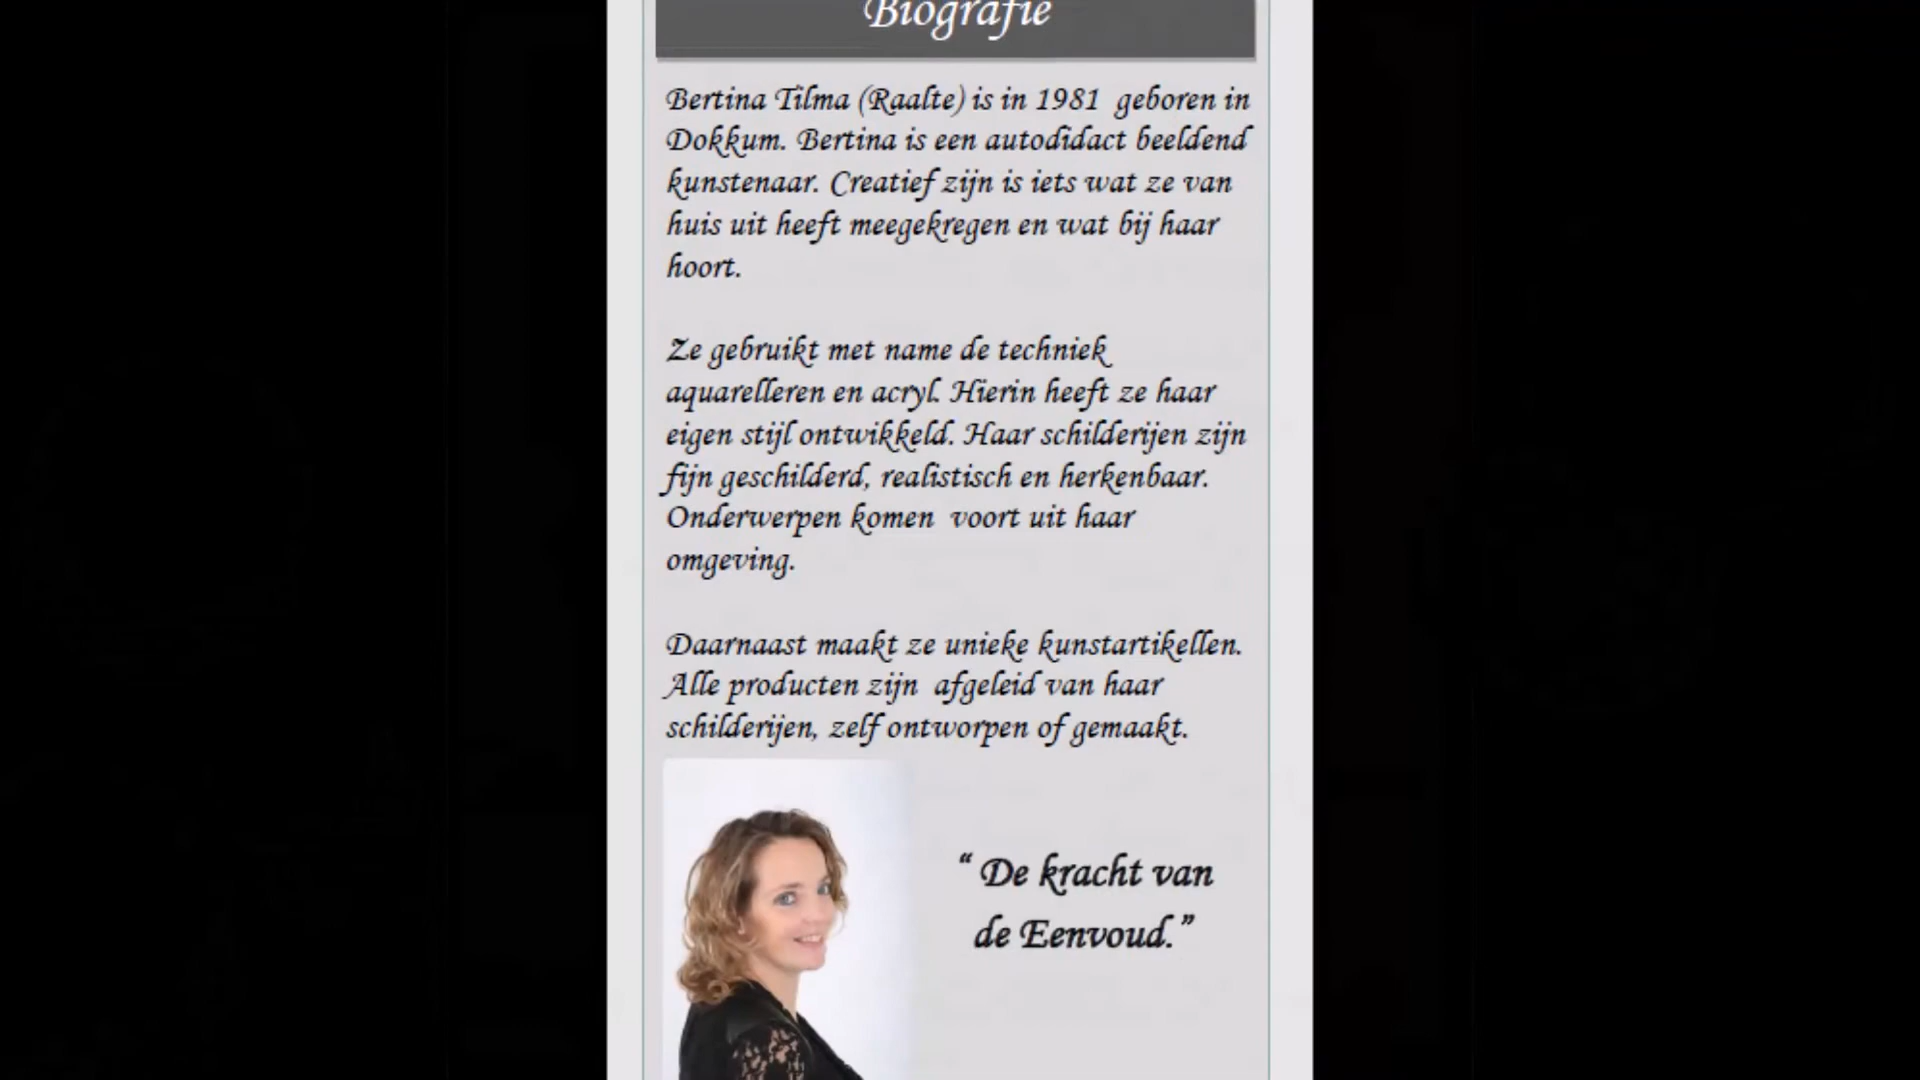 Biografie
Bertina Tilma (Raalte) is in 1981 geboren in
Dokkum. Bertina is een autodidact beeldend
kunstenaar. Creatief zijn is iets wat ze van
huis uit heeft meegekregen en wat bij haar
hoort.
Ze gebruikt met name de techniek
aquarelleren en acryl. Hierin heeft ze haar
eigen stijl ontwikkeld. Haar schilderijen zijn
fijn geschilderd, realistisch en herkenbaar.
Onderwerpen komen voort uit haar
omgeving.
Daarnaast maakt ze unieke kunstartikellen.
Alle producten zijn afgeleid van haar
schilderijen, zelf ontworpen of gemaakt.
“ De kracht van
de Eenvoud.”